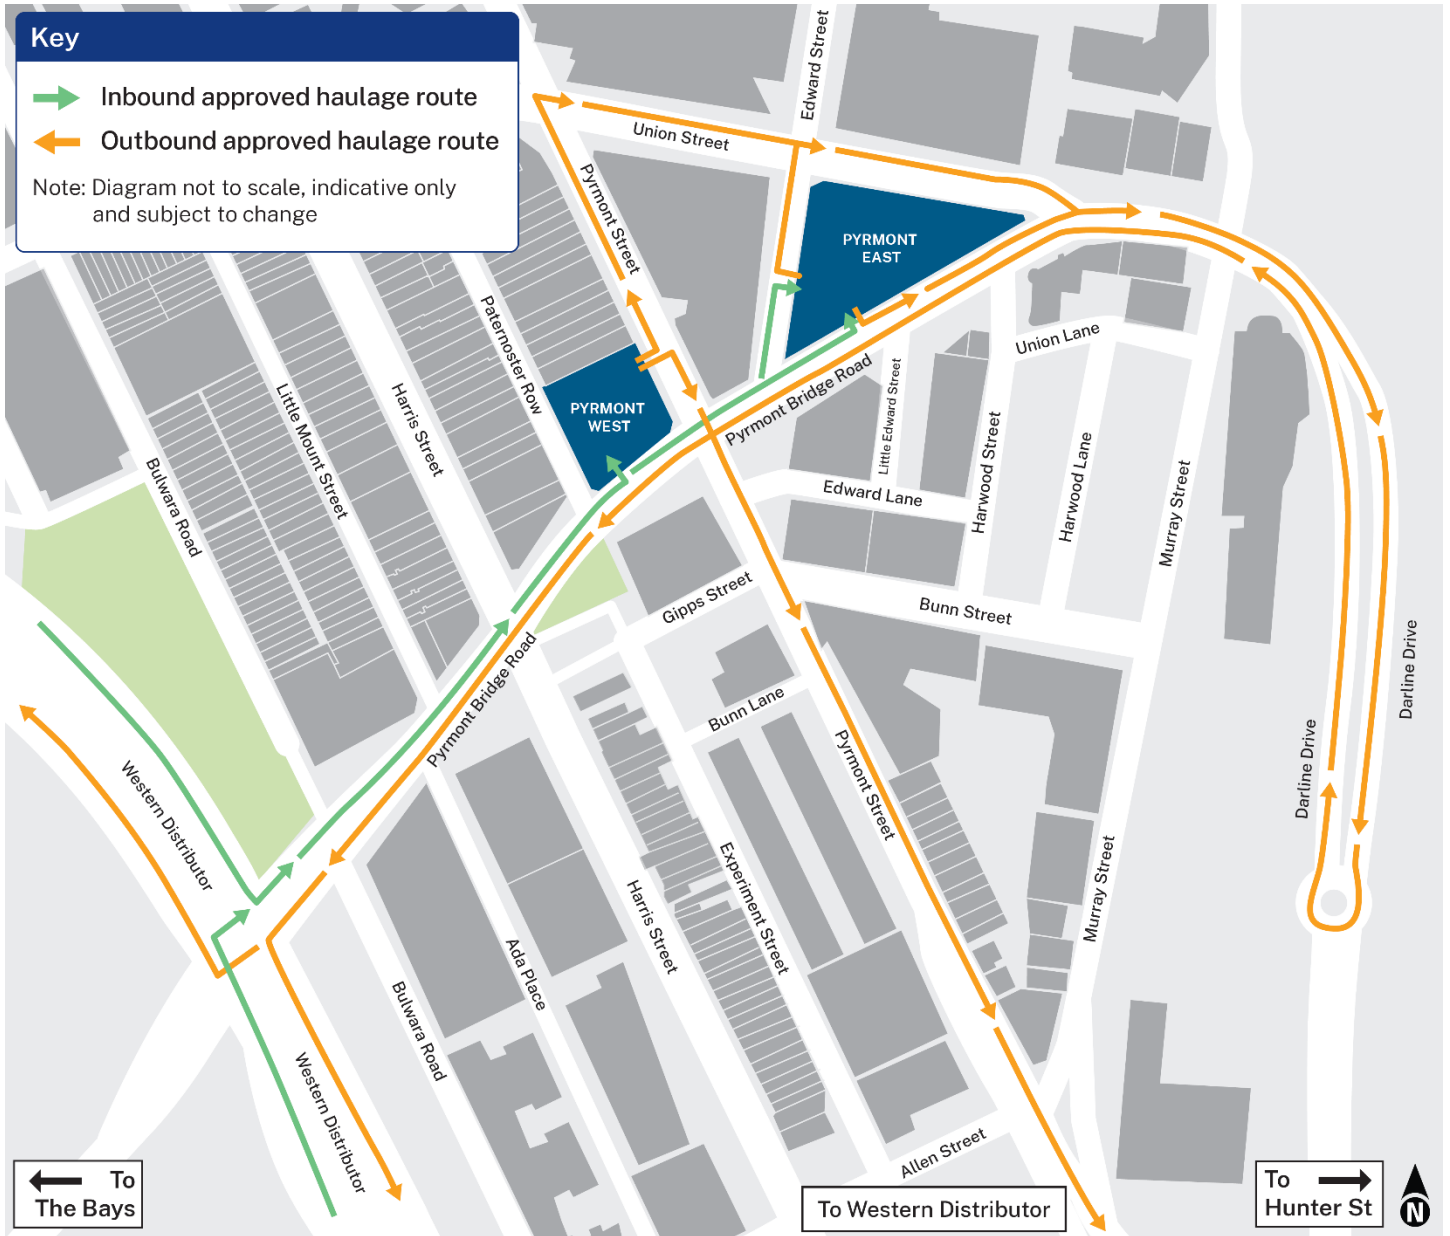 Key
Inbound approved haulage route
Outbound approved haulage route
Note: Diagram not to scale, indicative only
and subject to change
Edward Street
Union Street
Pyrmont Street
PYRMONT
EAST
Paternoster Row
Union Lane
Little Mount Street
Harris Street
PYRMONT
WEST
Pyrmont Bridge Road
Little Edward Street
Bulwara Road
Edward Lane
Harwood Street
Harwood Lane
Murray Street
Gipps Street
Bunn Street
Pyrmont Bridge Road
Darline Drive
Bunn Lane
Western Distributor
Pyrmont Street
Darline Drive
Experiment Street
Harris Street
Murray Street
Ada Place
Bulwara Road
Western Distributor
Allen Street
To
The Bays
To Western Distributor
To
Hunter St
N